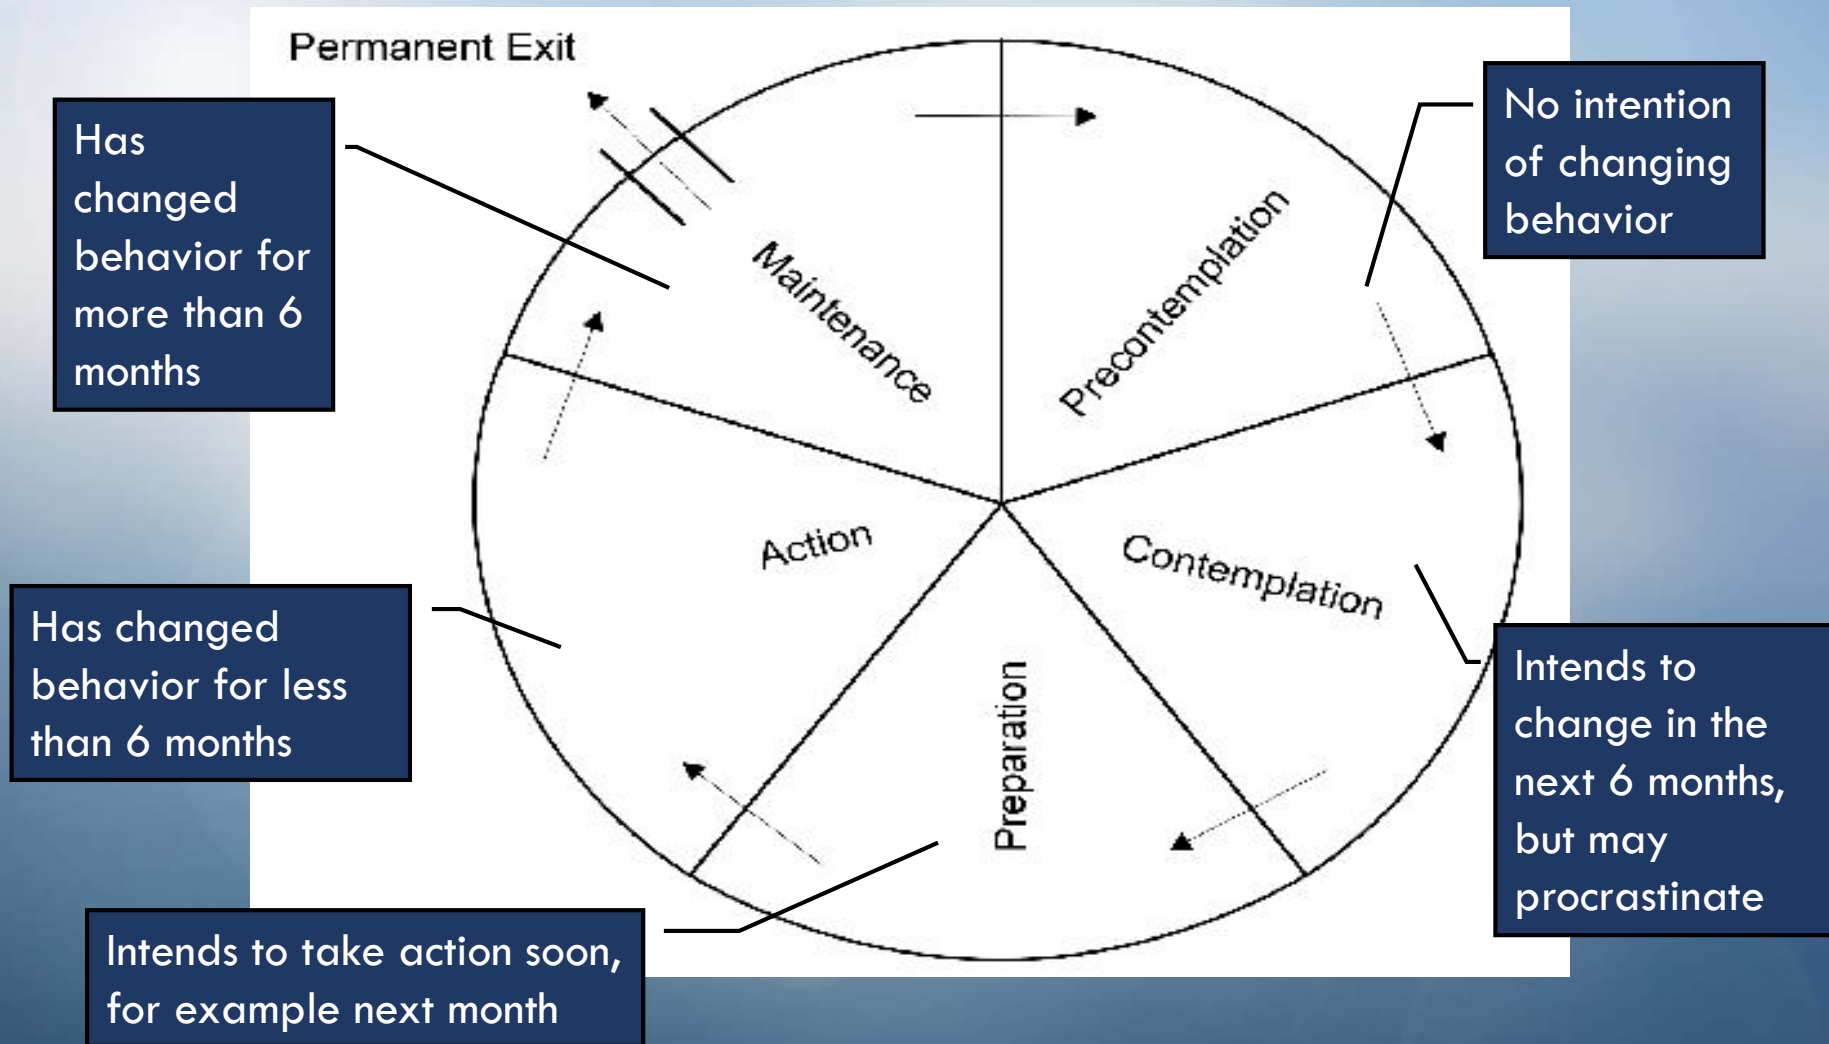 Permanent Exit
Has
changed
behavior for
more than 6
months
No intention
of changing
behavior
Maintenance
Precontemplation
Action
Contemplation
Preparation
Has changed
behavior for less
than 6 months
Intends to
change in the
next 6 months,
but may
procrastinate
Intends to take action soon,
for example next month